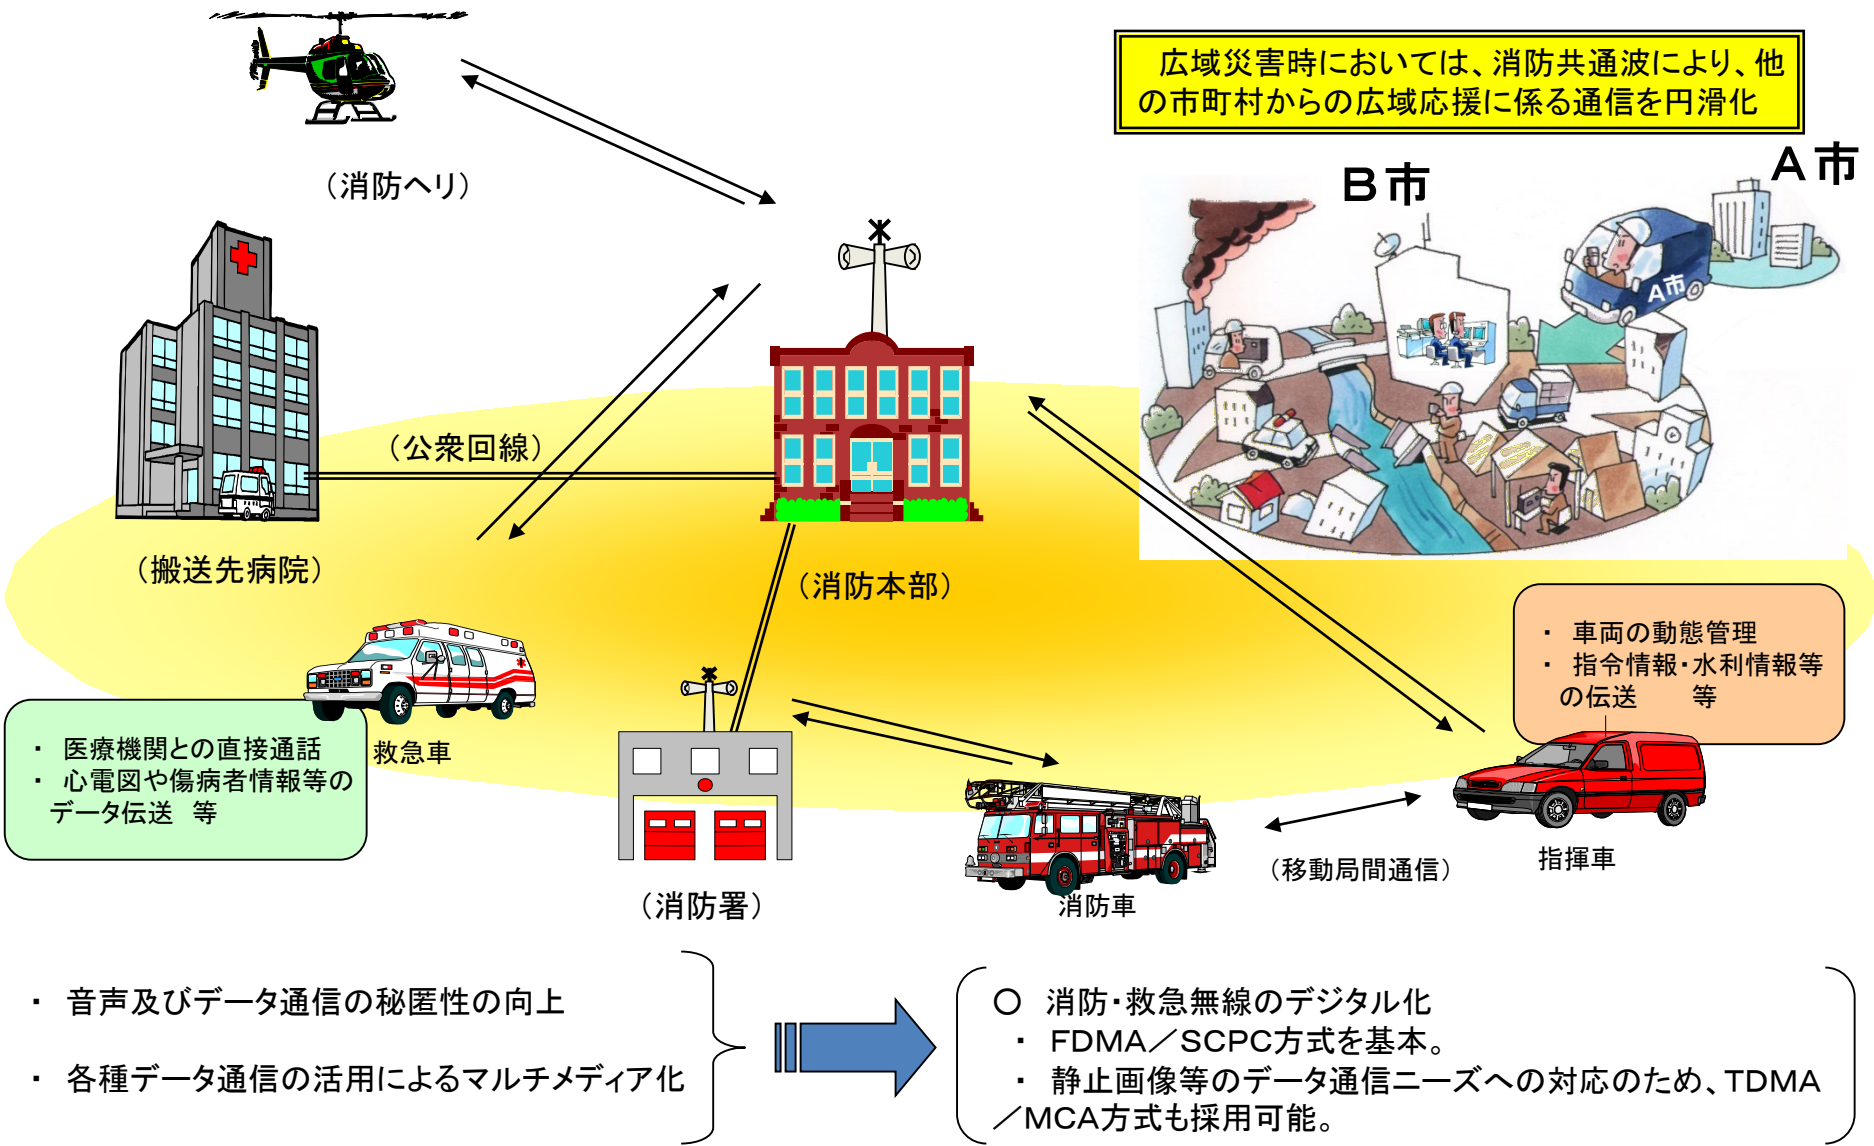 広域災害時においては、消防共通波により、他
の市町村からの広域応援に係る通信を円滑化
A市
B市
A市
（消防ヘリ）
（公衆回線）
（搬送先病院）
（消防本部）
・ 車両の動態管理
・ 指令情報・水利情報等
の伝送 等
救急車
・ 医療機関との直接通話
・ 心電図や傷病者情報等の
データ伝送 等
（消防署）
消防車
（移動局間通信）
指揮車
・ 音声及びデータ通信の秘匿性の向上
・ 各種データ通信の活用によるマルチメディア化
○ 消防・救急無線のデジタル化
・ FDMA／SCPC方式を基本。
・ 静止画像等のデータ通信ニーズへの対応のため、TDMA
／MCA方式も採用可能。